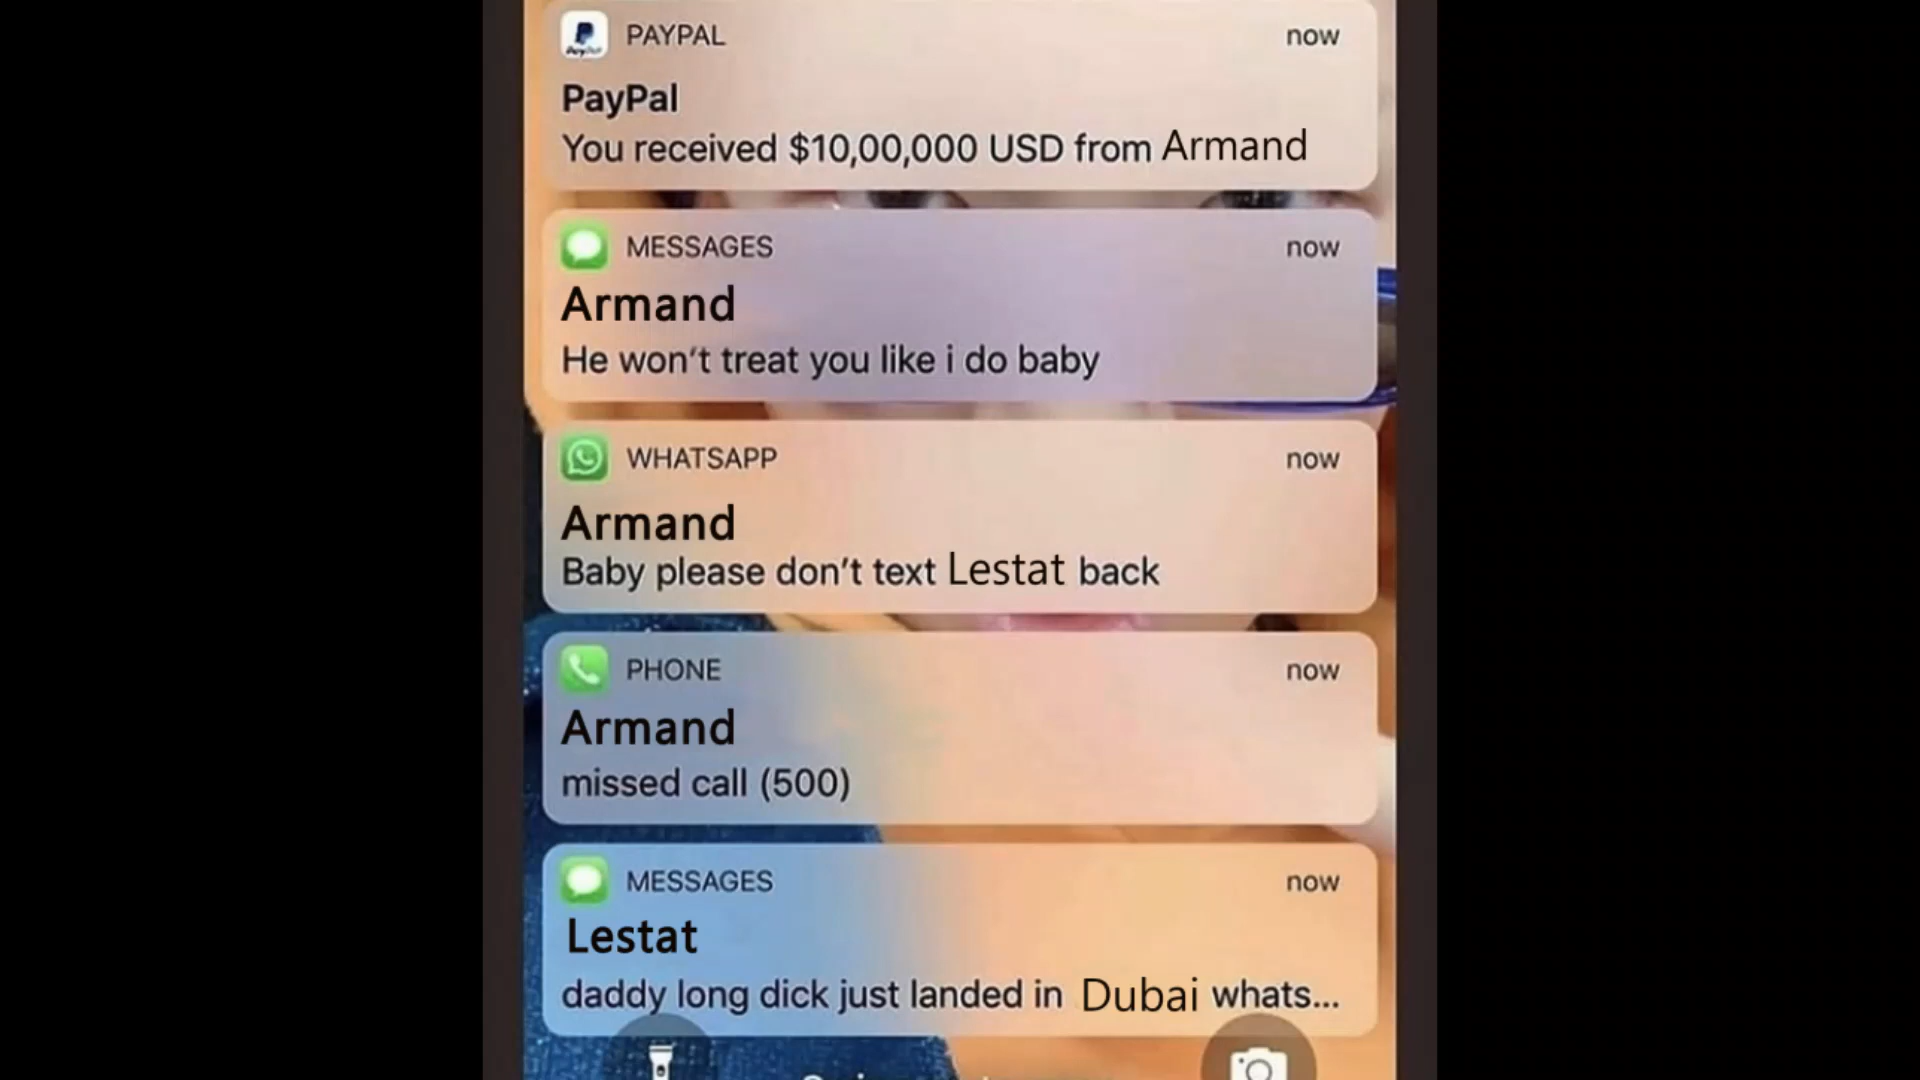 PAYPAL now
PayPal
You received $10,00,000 USD from Armand
MESSAGES now
Armand
He won't treat you like i do baby
WHATSAPP now
Armand
Baby please don't text Lestat back
PHONE now
Armand
missed call (500)
MESSAGES now
Lestat
daddy long dick just landed in Dubai whats...